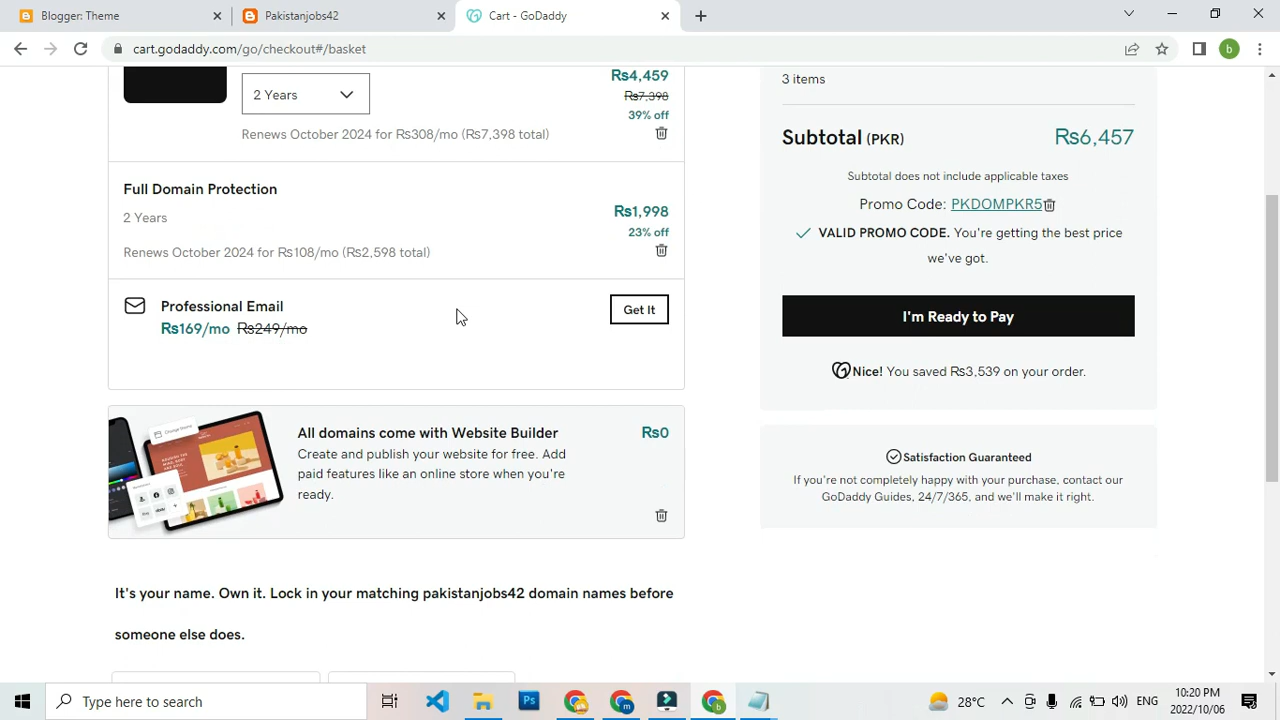 Blogger: Theme
Pakistanjobs42
Cart - GoDaddy
cart.godaddy.com/go/checkout#/basket
b
2 Years
Rs4,459
Rs7,398
39% off
Renews October 2024 for Rs308/mo (Rs7,398 total)
Full Domain Protection
2 Years
Rs1,998
23% off
Renews October 2024 for Rs108/mo (Rs2,598 total)
Professional Email
Rs169/mo Rs249/mo
Get It
All domains come with Website Builder
Rs0
Create and publish your website for free. Add
paid features like an online store when you're
ready.
It's your name. Own it. Lock in your matching pakistanjobs42 domain names before
someone else does.
3 items
Subtotal (PKR)
Rs6,457
Subtotal does not include applicable taxes
Promo Code: PKDOMPKR5
VALID PROMO CODE. You're getting the best price
we've got.
I'm Ready to Pay
Nice! You saved Rs3,539 on your order.
Satisfaction Guaranteed
If you're not completely happy with your purchase, contact our
GoDaddy Guides, 24/7/365, and we'll make it right.
Type here to search
Ps
m
b
28°C
ENG
10:20 PM
2022/10/06